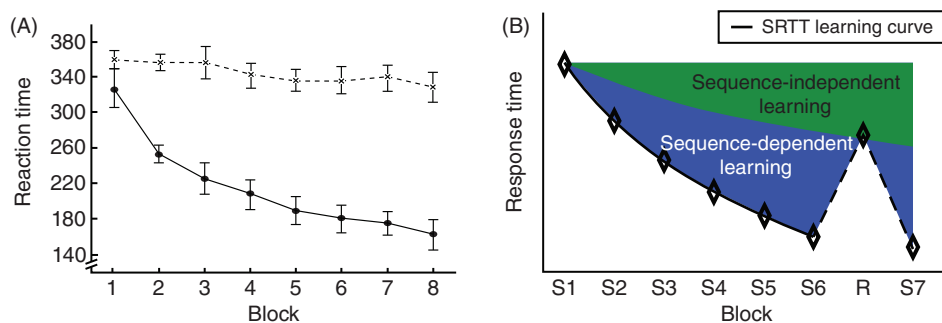 (A)
380
340
300
260
220
180
140
Reaction time
1 2 3 4 5 6 7 8
Block
(B)
SRTT learning curve
Sequence-independent
learning
Sequence-dependent
learning
Response time
S1 S2 S3 S4 S5 S6 R S7
Block